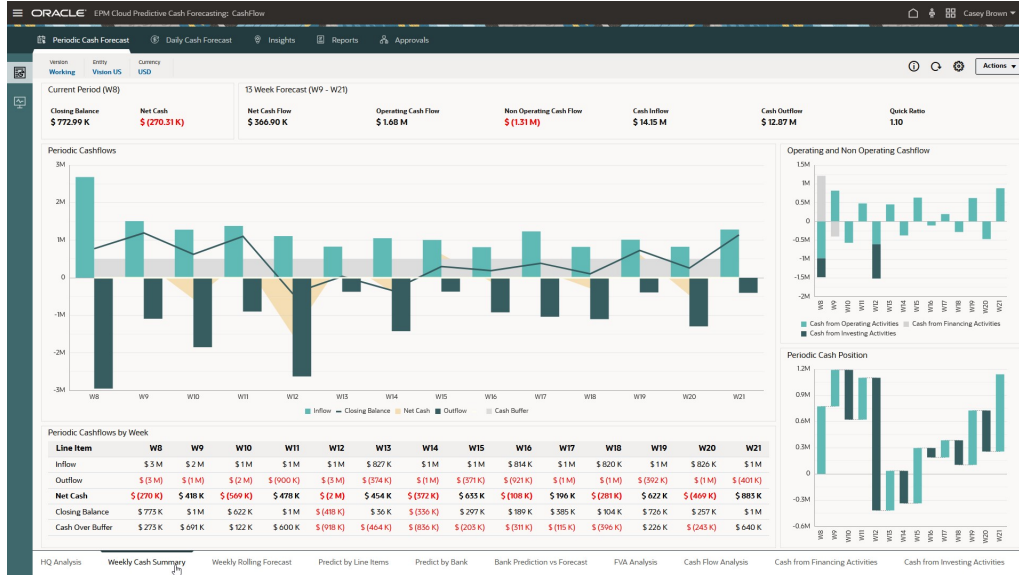 ORACLE EPM Cloud Predictive Cash Forecasting: CashFlow
Casey Brown
Periodic Cash Forecast Daily Cash Forecast Insights Reports Approvals
Version Entity Currency
Working Vision US USD
Actions
Current Period (W8) 13 Week Forecast (W9 - W21)
Closing Balance Net Cash Net Cash Flow Operating Cash Flow Non Operating Cash Flow Cash Inflow Cash Outflow Quick Ratio
$ 772.99 K $ (270.31 K) $ 366.90 K $ 1.68 M $ (1.31 M) $ 14.15 M $ 12.87 M 1.10
Periodic Cashflows
3M
2M
1M
0
-1M
-2M
-3M
W8 W9 W10 W11 W12 W13 W14 W15 W16 W17 W18 W19 W20 W21
Inflow Closing Balance Net Cash Outflow Cash Buffer
Operating and Non Operating Cashflow
1.5M
1M
0.5M
0
-0.5M
-1M
-1.5M
-2M
W8 W9 W10 W11 W12 W13 W14 W15 W16 W17 W18 W19 W20 W21
Cash from Operating Activities Cash from Financing Activities
Cash from Investing Activities
Periodic Cash Position
1.2M
0.9M
0.6M
0.3M
0
-0.3M
-0.6M
W8 W9 W10 W11 W12 W13 W14 W15 W16 W17 W18 W19 W20 W21
Periodic Cashflows by Week
Line Item W8 W9 W10 W11 W12 W13 W14 W15 W16 W17 W18 W19 W20 W21
Inflow $ 3 M $ 2 M $ 1 M $ 1 M $ 1 M $ 827 K $ 1 M $ 1 M $ 814 K $ 1 M $ 820 K $ 1 M $ 826 K $ 1 M
Outflow $ (3 M) $ (1 M) $ (2 M) $ (900 K) $ (3 M) $ (374 K) $ (1 M) $ (371 K) $ (921 K) $ (1 M) $ (1 M) $ (392 K) $ (1 M) $ (401 K)
Net Cash $ (270 K) $ 418 K $ (569 K) $ 478 K $ (2 M) $ 454 K $ (372 K) $ 633 K $ (108 K) $ 196 K $ (281 K) $ 622 K $ (469 K) $ 883 K
Closing Balance $ 773 K $ 1 M $ 622 K $ 1 M $ (418 K) $ 36 K $ (336 K) $ 297 K $ 189 K $ 385 K $ 104 K $ 726 K $ 257 K $ 1 M
Cash Over Buffer $ 273 K $ 691 K $ 122 K $ 600 K $ (918 K) $ (464 K) $ (836 K) $ (203 K) $ (311 K) $ (115 K) $ (396 K) $ 226 K $ (243 K) $ 640 K
HQ Analysis Weekly Cash Summary Weekly Rolling Forecast Predict by Line Items Predict by Bank Bank Prediction vs Forecast FVA Analysis Cash Flow Analysis Cash from Financing Activities Cash from Investing Activities